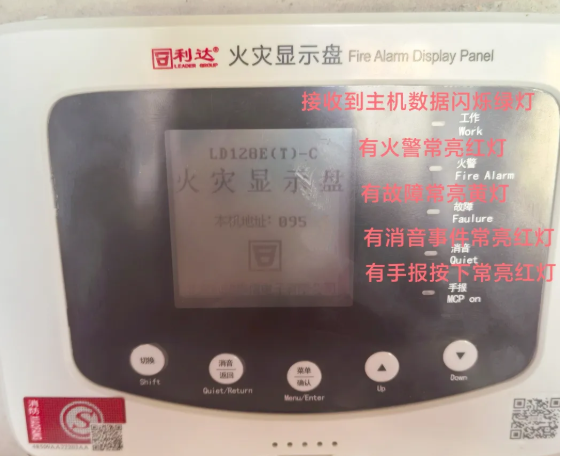 利达® 火灾显示盘 Fire Alarm Display Panel
LEADER GROUP
接收到主机数据闪烁绿灯
工作
Work
有火警常亮红灯
火警
Fire Alarm
有故障常亮黄灯
故障
Faulure
有消音事件常亮红灯
消音
Quiet
有手报按下常亮红灯
手报
MCP on
LD128E(T)-C
火灾显示盘
本机地址: 095
切换
Shift
消音
返回
Quiet/Return
菜单
确认
Menu/Enter
Up
Down
消防